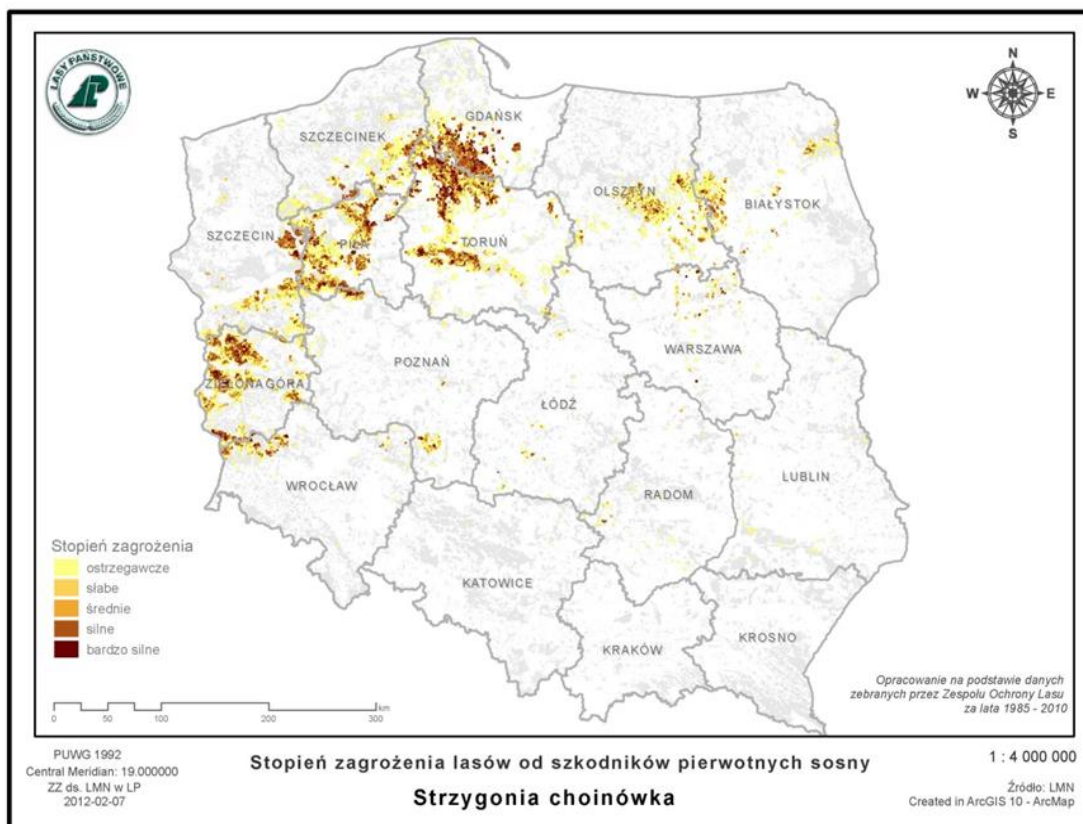 LASY PAŃSTWOWE
N
W E
S
GDAŃSK
SZCZECINEK
OLSZTYN
BIAŁYSTOK
SZCZECIN
PIŁA
TORUŃ
WARSZAWA
POZNAŃ
ZIELONA GÓRA
ŁÓDŹ
LUBLIN
WROCŁAW
RADOM
KATOWICE
KRAKÓW
KROSNO
Stopień zagrożenia
ostrzegawcze
słabe
średnie
silne
bardzo silne
km
0 50 100 200 300
Opracowanie na podstawie danych
zebranych przez Zespołu Ochrony Lasu
za lata 1985 - 2010
PUWG 1992
Central Meridian: 19.000000
ZZ ds. LMN w LP
2012-02-07
Stopień zagrożenia lasów od szkodników pierwotnych sosny
Strzygonia choinówka
1 : 4 000 000
Źródło: LMN
Created in ArcGIS 10 - ArcMap